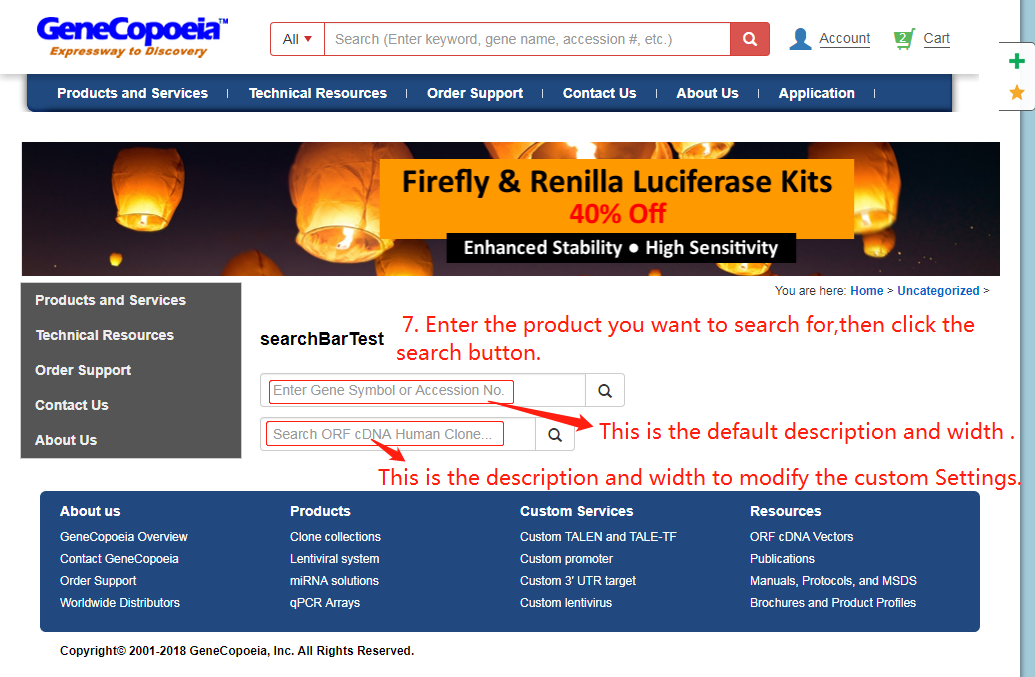 GeneCopoeia™
Expressway to Discovery
All
Search (Enter keyword, gene name, accession #, etc.)
Account
2
Cart
Products and Services | Technical Resources | Order Support | Contact Us | About Us | Application |
Firefly & Renilla Luciferase Kits
40% Off
Enhanced Stability ● High Sensitivity
You are here: Home > Uncategorized >
Products and Services
Technical Resources
Order Support
Contact Us
About Us
searchBarTest
7. Enter the product you want to search for,then click the
search button.
Enter Gene Symbol or Accession No.
This is the default description and width .
Search ORF cDNA Human Clone...
This is the description and width to modify the custom Settings.
About us
GeneCopoeia Overview
Contact GeneCopoeia
Order Support
Worldwide Distributors
Products
Clone collections
Lentiviral system
miRNA solutions
qPCR Arrays
Custom Services
Custom TALEN and TALE-TF
Custom promoter
Custom 3′ UTR target
Custom lentivirus
Resources
ORF cDNA Vectors
Publications
Manuals, Protocols, and MSDS
Brochures and Product Profiles
Copyright© 2001-2018 GeneCopoeia, Inc. All Rights Reserved.